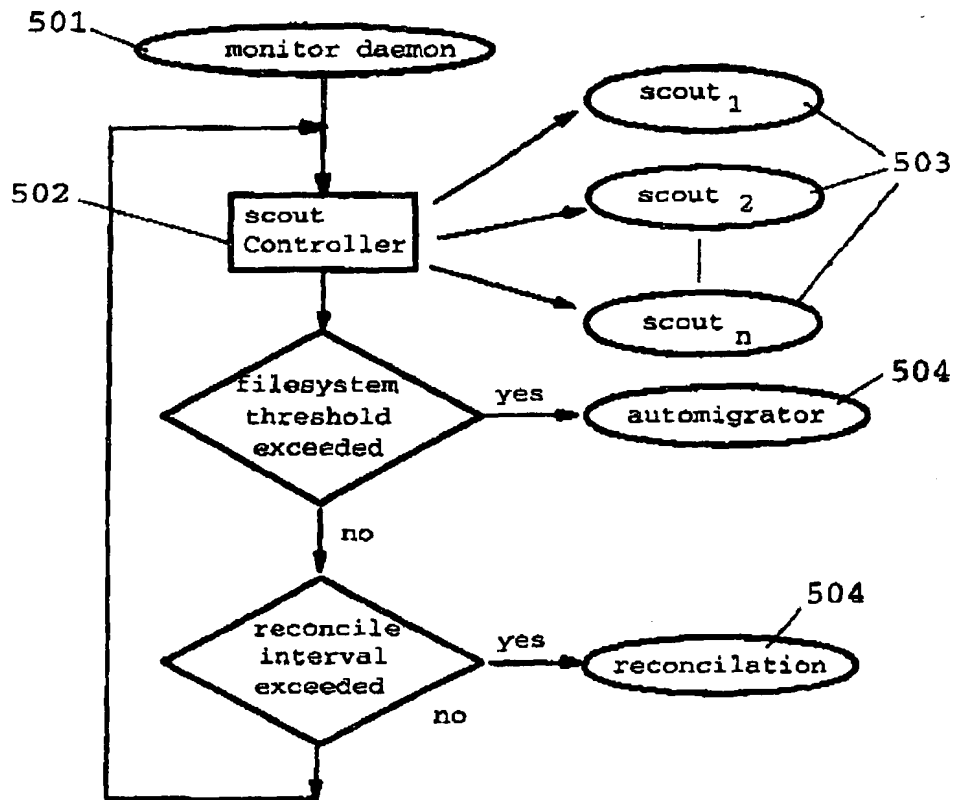 501
monitor daemon
scout 1
503
502
scout
Controller
scout 2
scout n
filesystem
threshold
exceeded
yes
automigrator
504
no
reconcile
interval
exceeded
yes
reconcilation
504
no